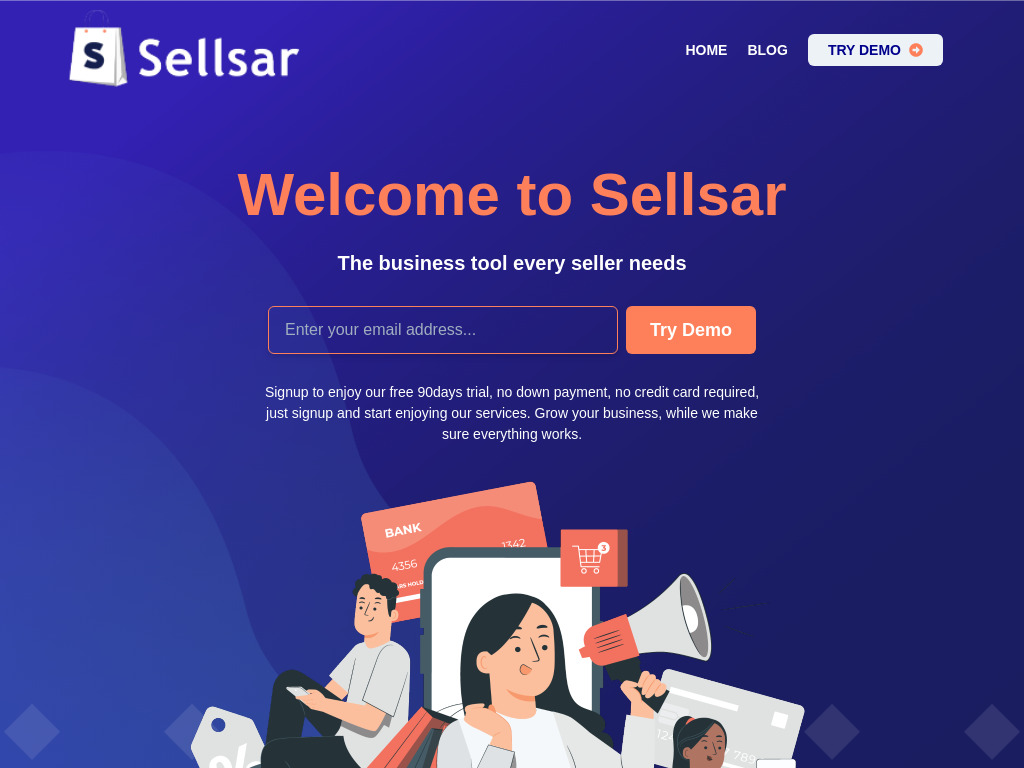 S Sellsar
HOME BLOG TRY DEMO
Welcome to Sellsar
The business tool every seller needs
Enter your email address...
Try Demo
Signup to enjoy our free 90days trial, no down payment, no credit card required,
just signup and start enjoying our services. Grow your business, while we make
sure everything works.
BANK
1342
4356
%
789